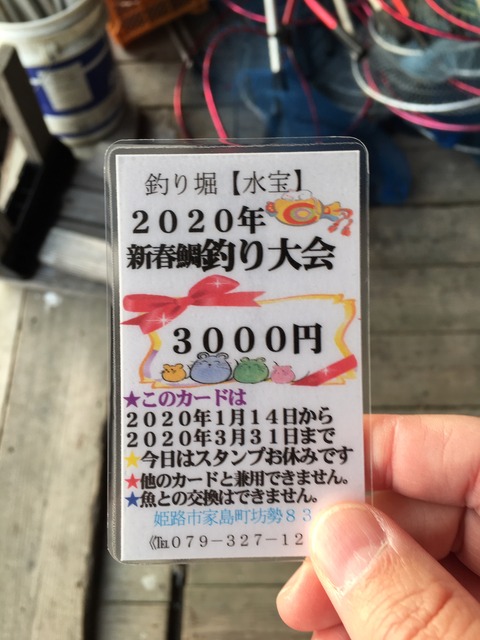 釣り堀【水宝】
２０２０年
新春鯛釣り大会
３０００円
★このカードは
２０２０年１月１４日から
２０２０年３月３１日まで
★今日はスタンプお休みです
★他のカードと兼用できません。
★魚との交換はできません。
姫路市家島町坊勢８３
《℡０７９-３２７-１２